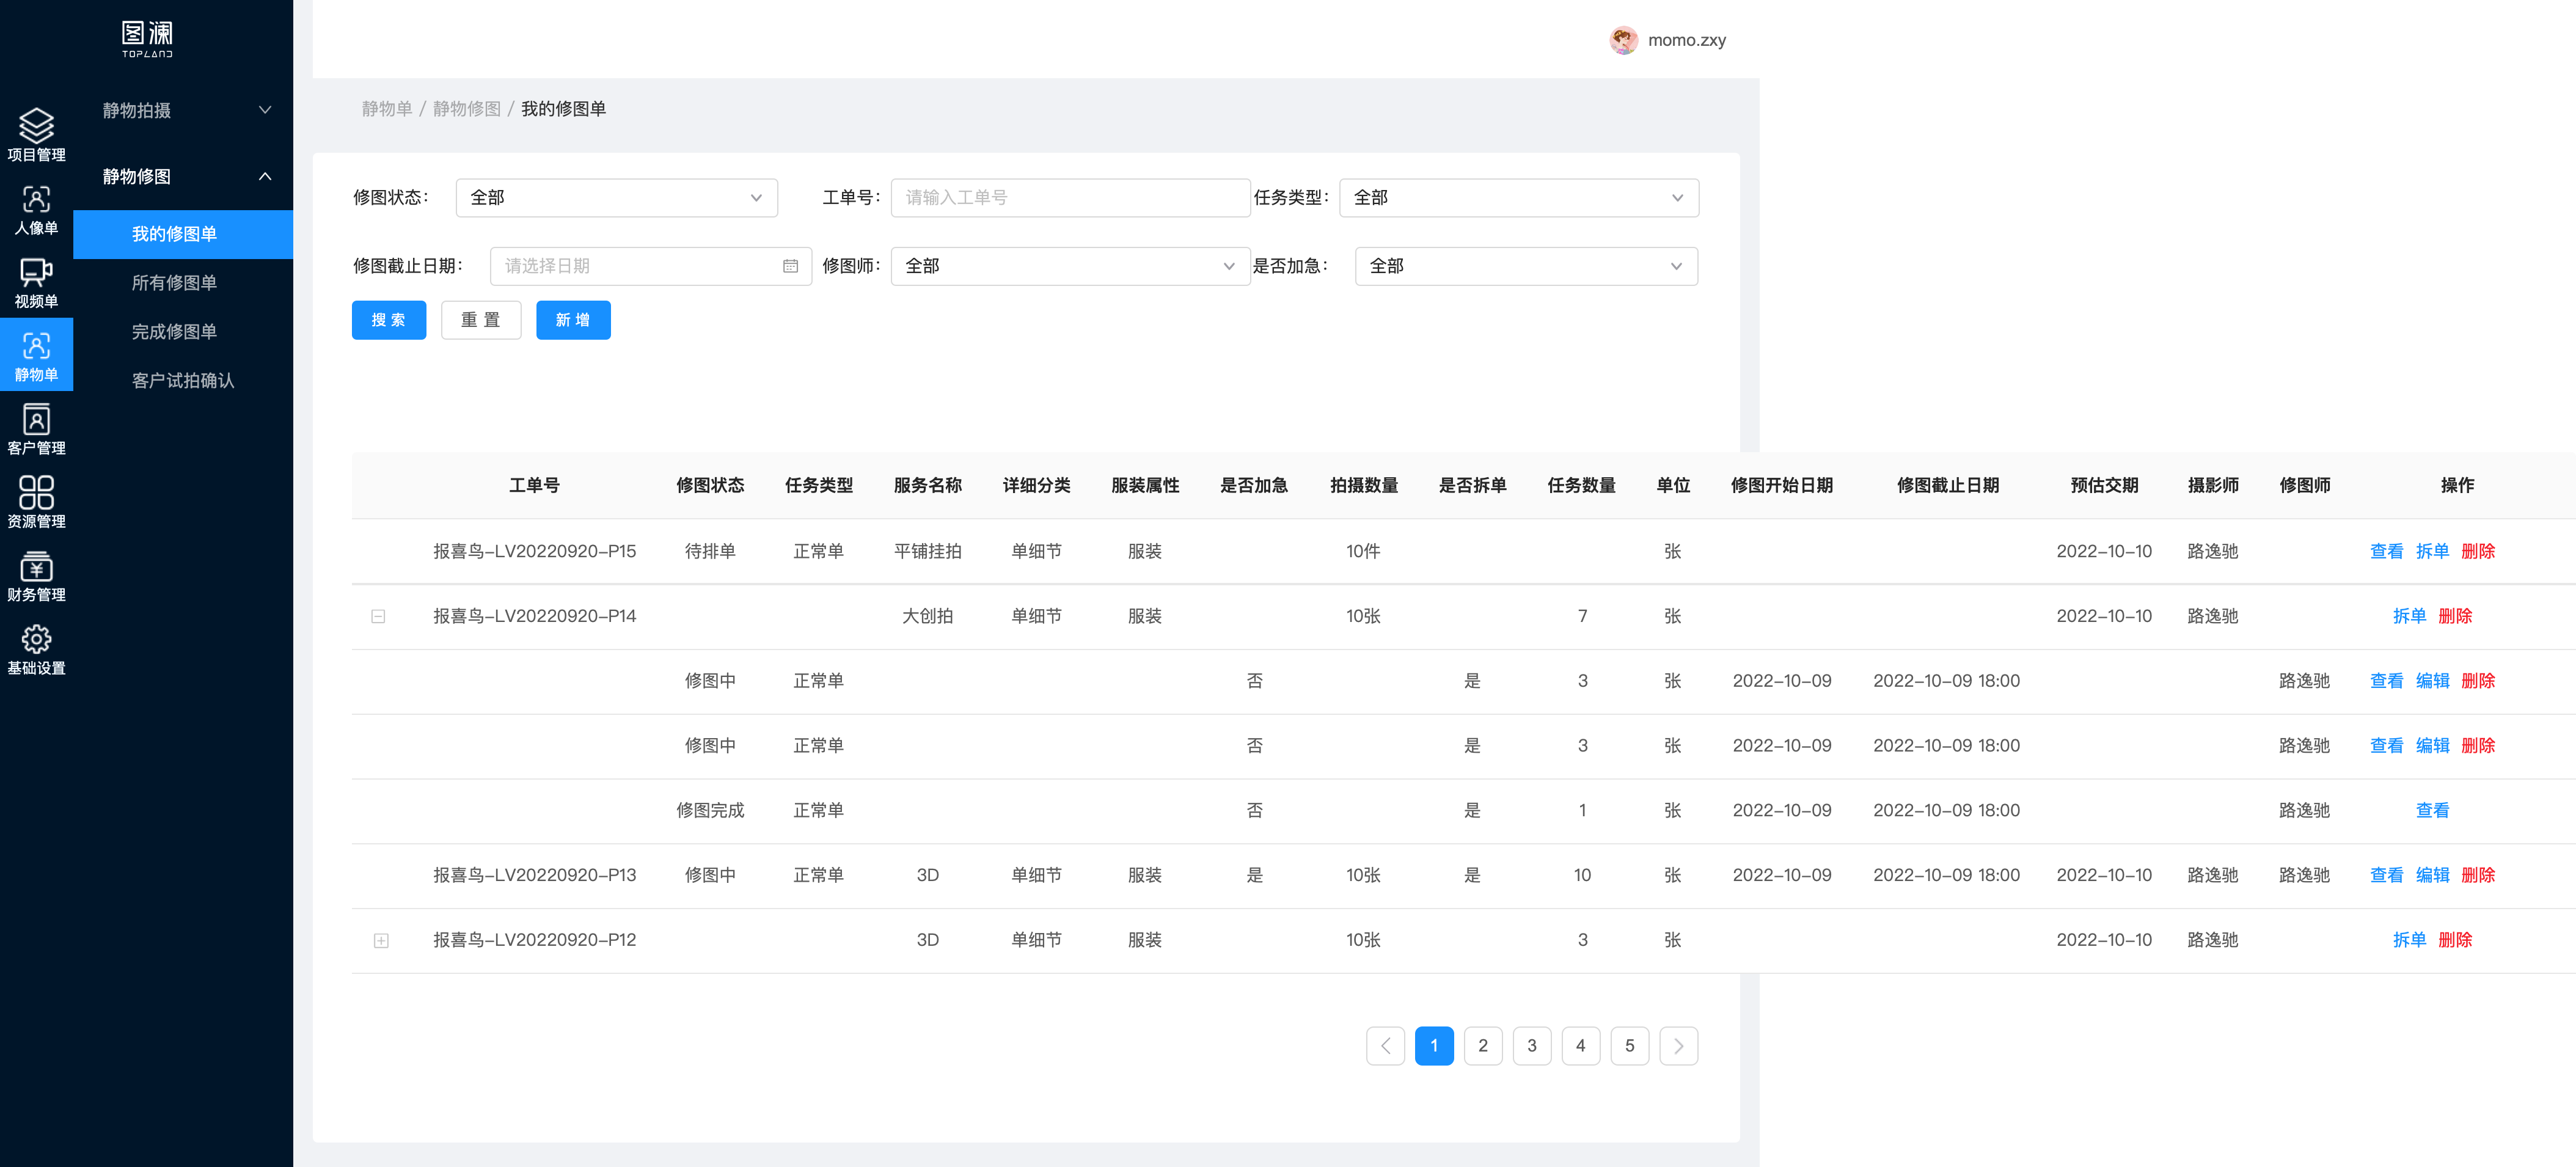 图澜
TOPLAND
momo.zxy
项目管理
人像单
视频单
静物单
客户管理
资源管理
财务管理
基础设置
静物拍摄
静物修图
我的修图单
所有修图单
完成修图单
客户试拍确认
静物单 / 静物修图 / 我的修图单
修图状态： 全部 工单号： 请输入工单号 任务类型： 全部
修图截止日期： 请选择日期 修图师： 全部 是否加急： 全部
搜索 重置 新增
工单号 修图状态 任务类型 服务名称 详细分类 服装属性 是否加急 拍摄数量 是否拆单 任务数量 单位 修图开始日期 修图截止日期 预估交期 摄影师 修图师 操作
报喜鸟-LV20220920-P15 待排单 正常单 平铺挂拍 单细节 服装 10件 张 2022-10-10 路逸驰 查看 拆单 删除
报喜鸟-LV20220920-P14 大创拍 单细节 服装 10张 7 张 2022-10-10 路逸驰 拆单 删除
修图中 正常单 否 是 3 张 2022-10-09 2022-10-09 18:00 路逸驰 查看 编辑 删除
修图中 正常单 否 是 3 张 2022-10-09 2022-10-09 18:00 路逸驰 查看 编辑 删除
修图完成 正常单 否 是 1 张 2022-10-09 2022-10-09 18:00 路逸驰 查看
报喜鸟-LV20220920-P13 修图中 正常单 3D 单细节 服装 是 10张 是 10 张 2022-10-09 2022-10-09 18:00 2022-10-10 路逸驰 路逸驰 查看 编辑 删除
报喜鸟-LV20220920-P12 3D 单细节 服装 10张 3 张 2022-10-10 路逸驰 拆单 删除
1 2 3 4 5